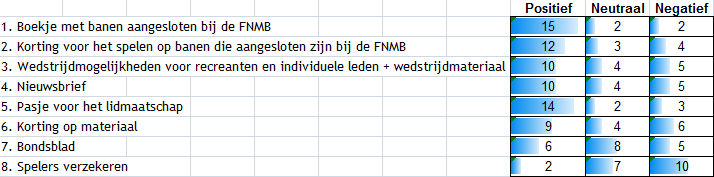 Positief Neutraal Negatief
1. Boekje met banen aangesloten bij de FNMB 15 2 2
2. Korting voor het spelen op banen die aangesloten zijn bij de FNMB 12 3 4
3. Wedstrijdmogelijkheden voor recreanten en individuele leden + wedstrijdmateriaal 10 4 5
4. Nieuwsbrief 10 4 5
5. Pasje voor het lidmaatschap 14 2 3
6. Korting op materiaal 9 4 6
7. Bondsblad 6 8 5
8. Spelers verzekeren 2 7 10